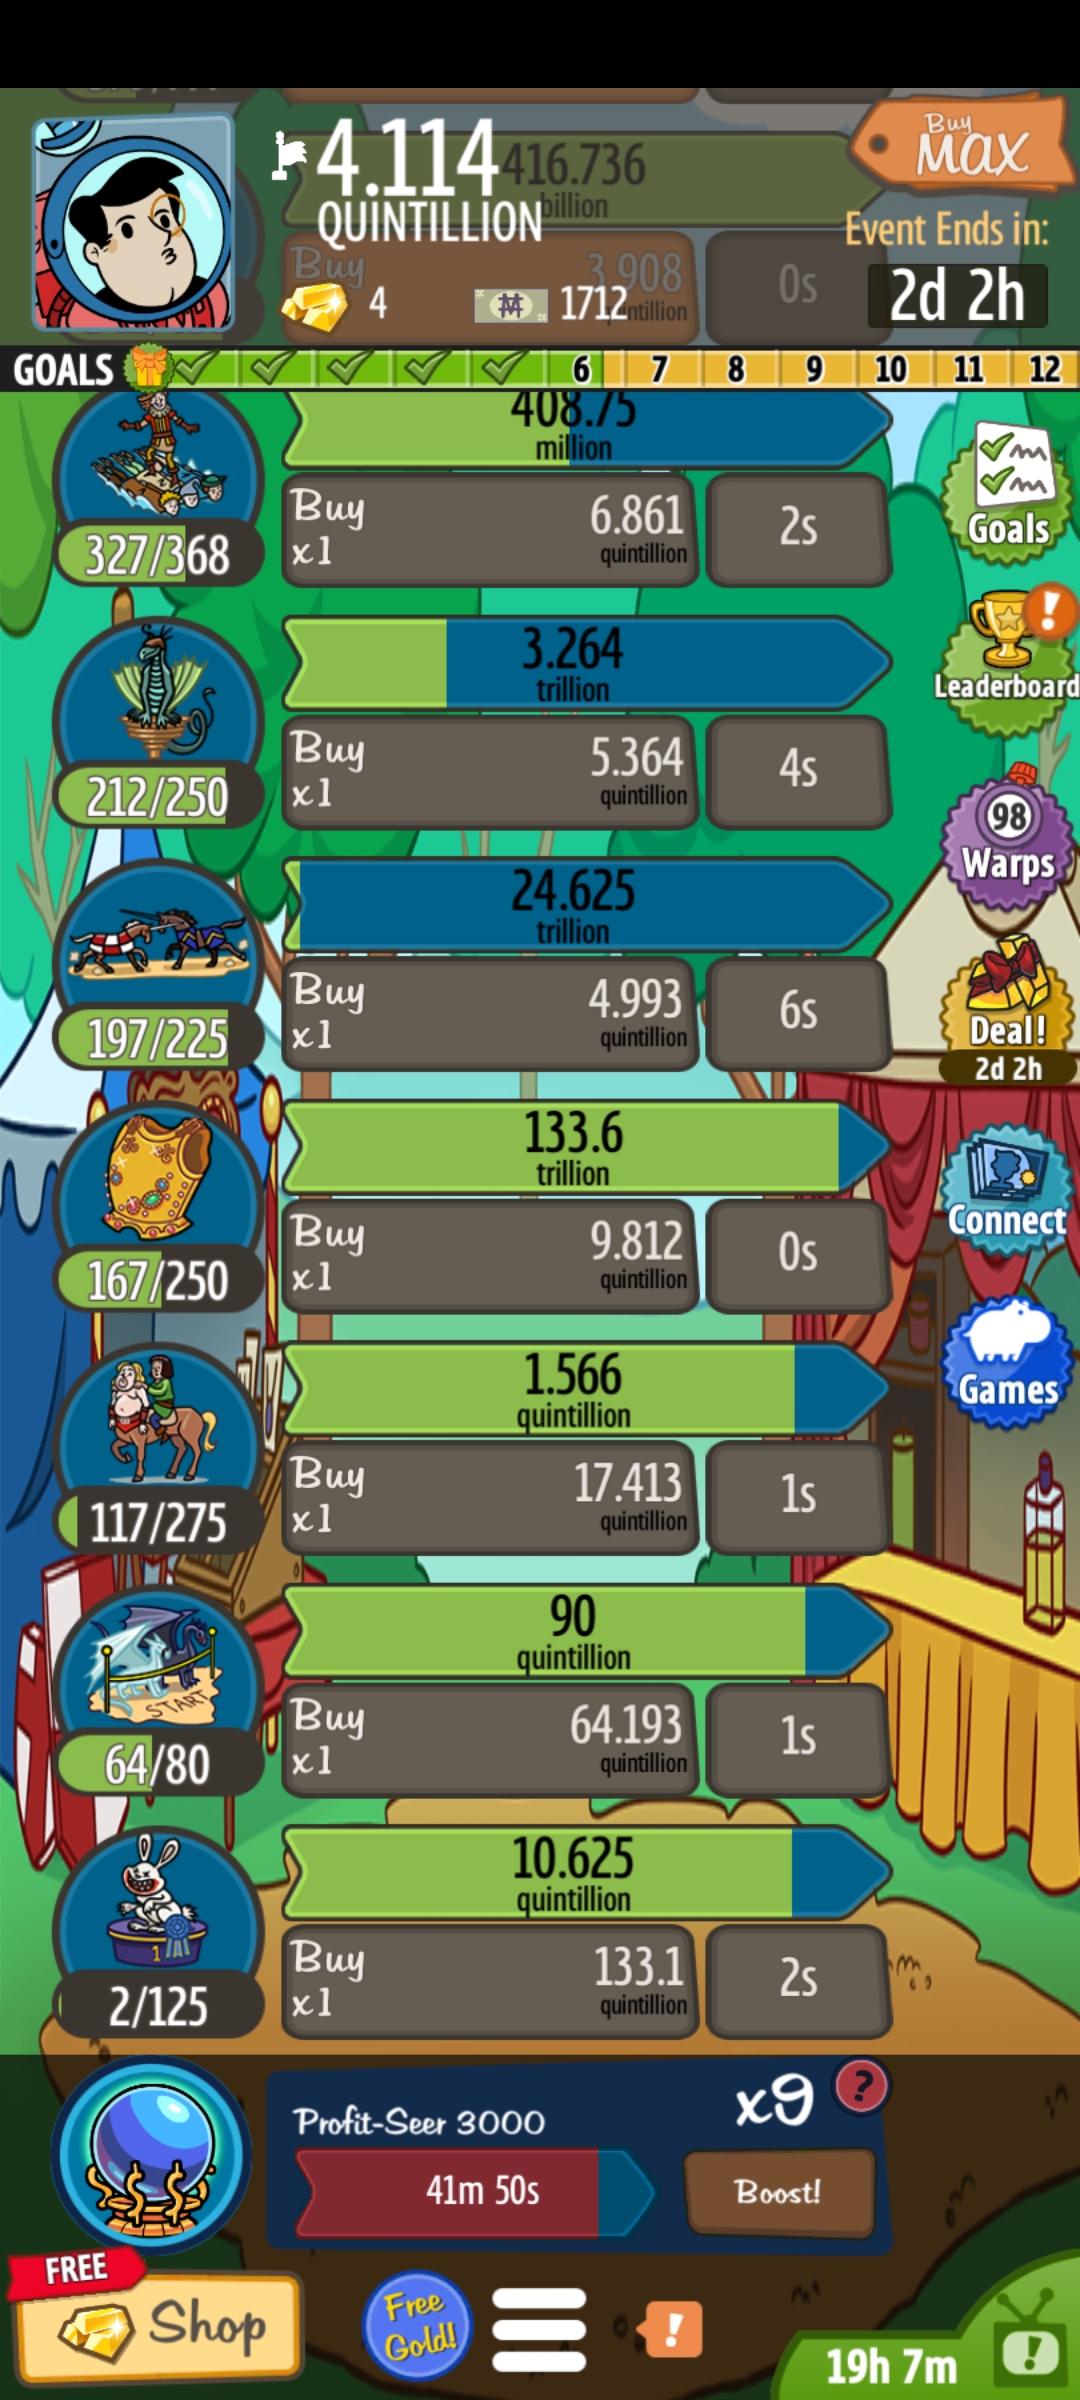 4.114
QUINTILLION
416.736
billion
Buy
MAX
Event Ends in:
2d 2h
Buy
3.908
0s
4
1712
GOALS 6 7 8 9 10 11 12
408.75
million
Buy
x1
6.861
quintillion
2s
327/368
Goals
3.264
trillion
Buy
x1
5.364
quintillion
4s
212/250
Leaderboard
!
98
Warps
24.625
trillion
Buy
x1
4.993
quintillion
6s
197/225
Deal!
2d 2h
133.6
trillion
Buy
x1
9.812
quintillion
0s
167/250
Connect
1.566
quintillion
Buy
x1
17.413
quintillion
1s
117/275
Games
90
quintillion
Buy
x1
64.193
quintillion
1s
START
64/80
10.625
quintillion
Buy
x1
133.1
quintillion
2s
1
2/125
Profit-Seer 3000
x9
?
41m 50s
Boost!
FREE
Shop
Free
Gold!
!
19h 7m
!